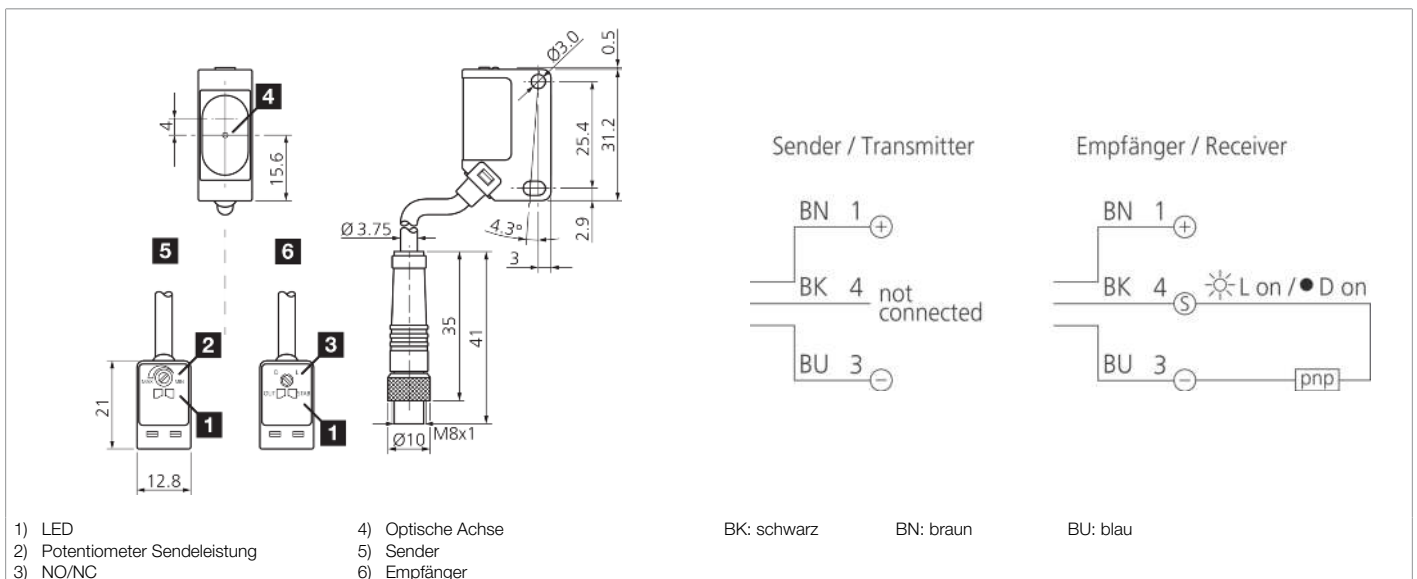 4
4
15.6
5
6
2
3
MAX MIN
D L
OUT STAB
1
1
21
12.8
Ø3.0
0.5
25.4
31.2
2.9
4.3°
3
Ø 3.75
35
41
M8x1
Ø10
Sender / Transmitter
BN 1 +
BK 4 not
connected
BU 3 −
Empfänger / Receiver
BN 1 +
BK 4 S L on / ● D on
BU 3 − pnp
1) LED
2) Potentiometer Sendeleistung
3) NO/NC
4) Optische Achse
5) Sender
6) Empfänger
BK: schwarz BN: braun BU: blau